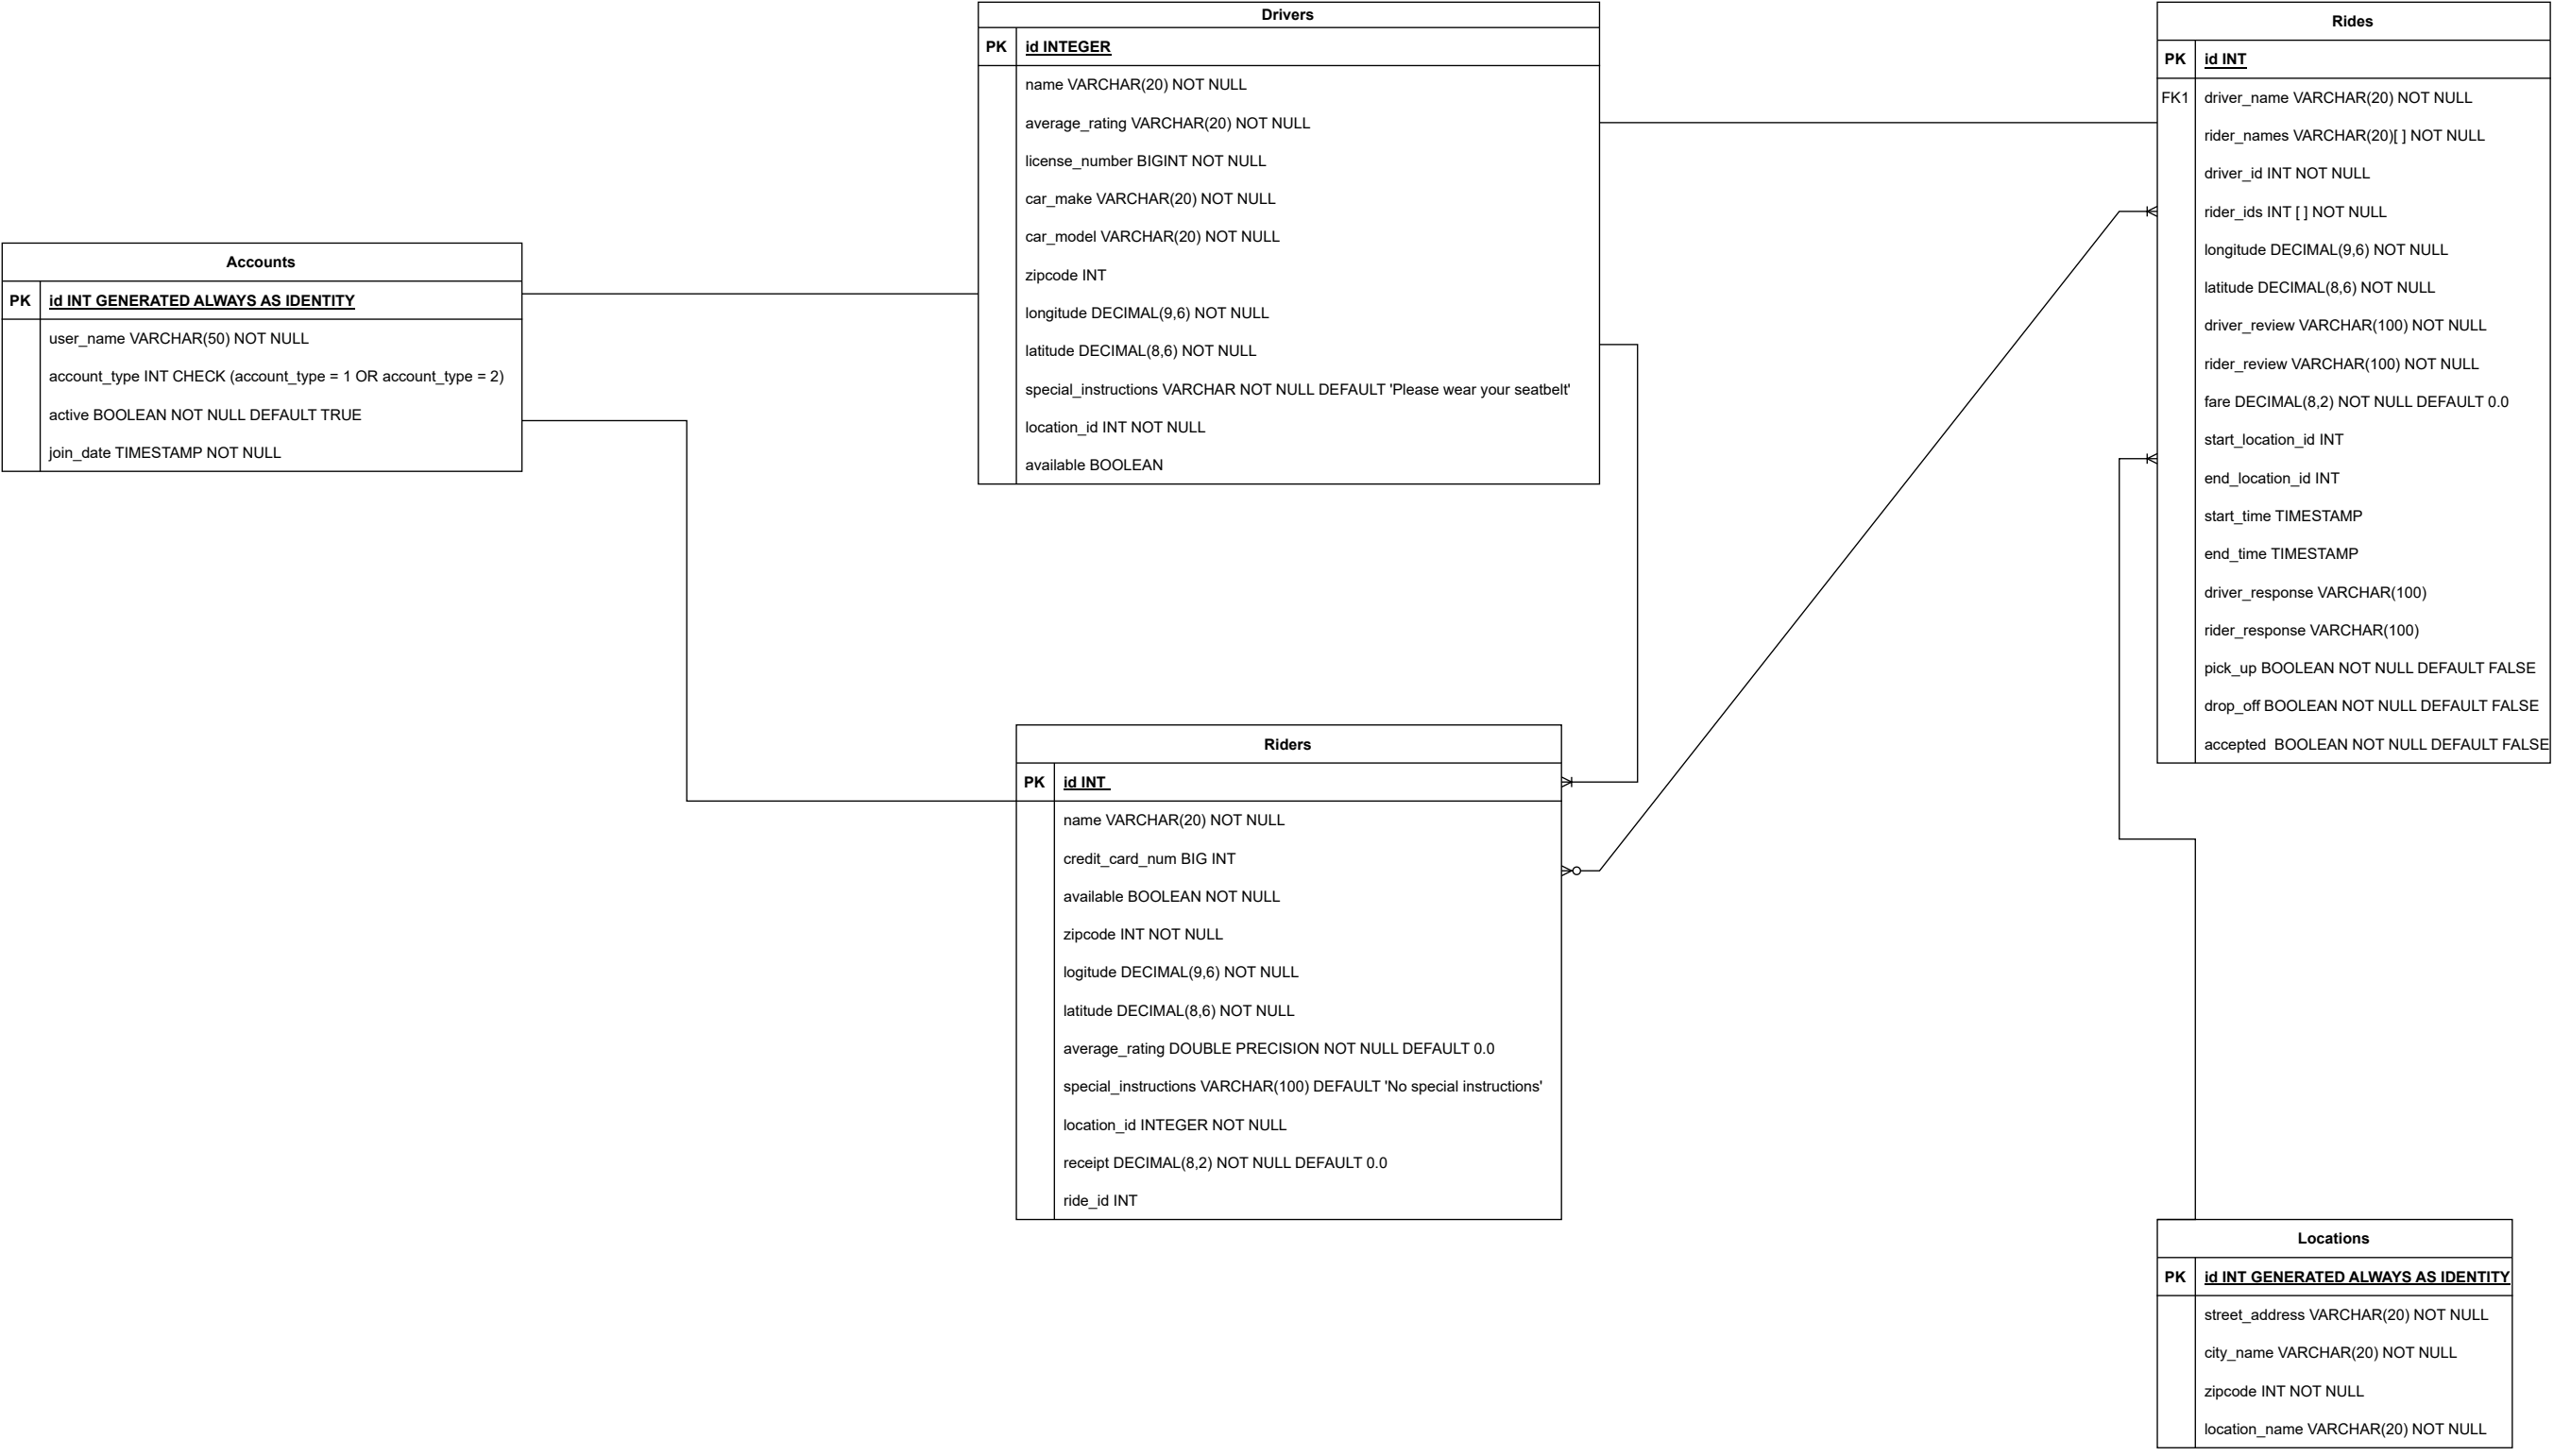 Accounts
PK id INT GENERATED ALWAYS AS IDENTITY
user_name VARCHAR(50) NOT NULL
account_type INT CHECK (account_type = 1 OR account_type = 2)
active BOOLEAN NOT NULL DEFAULT TRUE
join_date TIMESTAMP NOT NULL
Drivers
PK id INTEGER
name VARCHAR(20) NOT NULL
average_rating VARCHAR(20) NOT NULL
license_number BIGINT NOT NULL
car_make VARCHAR(20) NOT NULL
car_model VARCHAR(20) NOT NULL
zipcode INT
longitude DECIMAL(9,6) NOT NULL
latitude DECIMAL(8,6) NOT NULL
special_instructions VARCHAR NOT NULL DEFAULT 'Please wear your seatbelt'
location_id INT NOT NULL
available BOOLEAN
Riders
PK id INT
name VARCHAR(20) NOT NULL
credit_card_num BIG INT
available BOOLEAN NOT NULL
zipcode INT NOT NULL
logitude DECIMAL(9,6) NOT NULL
latitude DECIMAL(8,6) NOT NULL
average_rating DOUBLE PRECISION NOT NULL DEFAULT 0.0
special_instructions VARCHAR(100) DEFAULT 'No special instructions'
location_id INTEGER NOT NULL
receipt DECIMAL(8,2) NOT NULL DEFAULT 0.0
ride_id INT
Rides
PK id INT
FK1 driver_name VARCHAR(20) NOT NULL
rider_names VARCHAR(20)[ ] NOT NULL
driver_id INT NOT NULL
rider_ids INT [ ] NOT NULL
longitude DECIMAL(9,6) NOT NULL
latitude DECIMAL(8,6) NOT NULL
driver_review VARCHAR(100) NOT NULL
rider_review VARCHAR(100) NOT NULL
fare DECIMAL(8,2) NOT NULL DEFAULT 0.0
start_location_id INT
end_location_id INT
start_time TIMESTAMP
end_time TIMESTAMP
driver_response VARCHAR(100)
rider_response VARCHAR(100)
pick_up BOOLEAN NOT NULL DEFAULT FALSE
drop_off BOOLEAN NOT NULL DEFAULT FALSE
accepted BOOLEAN NOT NULL DEFAULT FALSE
Locations
PK id INT GENERATED ALWAYS AS IDENTITY
street_address VARCHAR(20) NOT NULL
city_name VARCHAR(20) NOT NULL
zipcode INT NOT NULL
location_name VARCHAR(20) NOT NULL